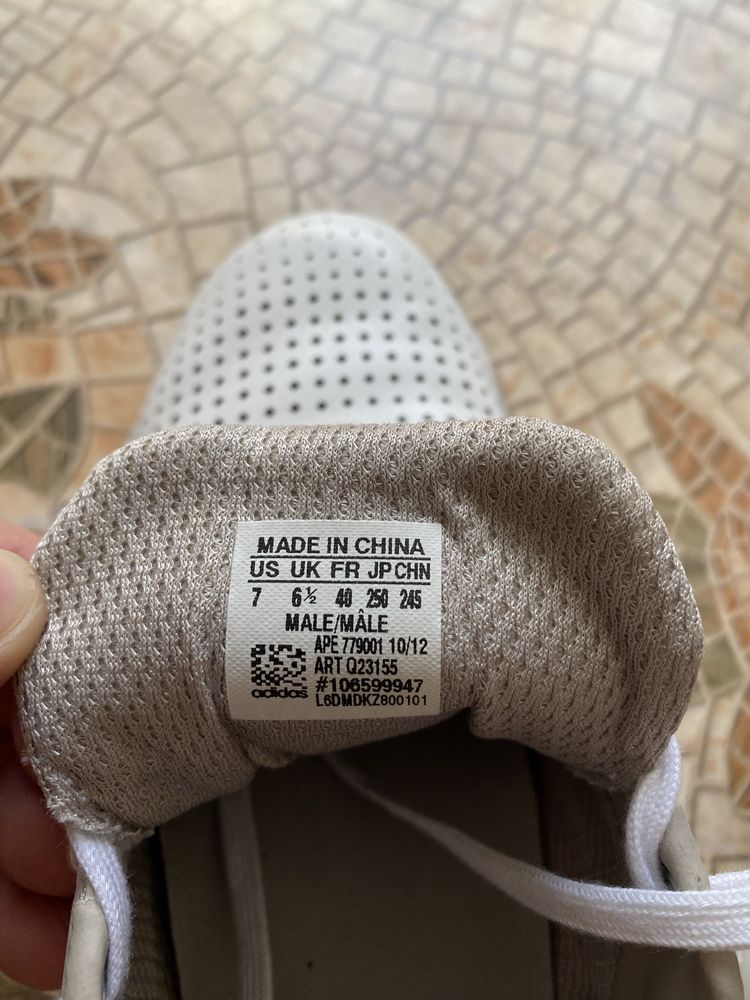 MADE IN CHINA
US UK FR JP CHN
7 6½ 40 250 245
MALE/MÂLE
APE 779001 10/12
ART Q23155
#106599947
adidas L6DMDKZ800101